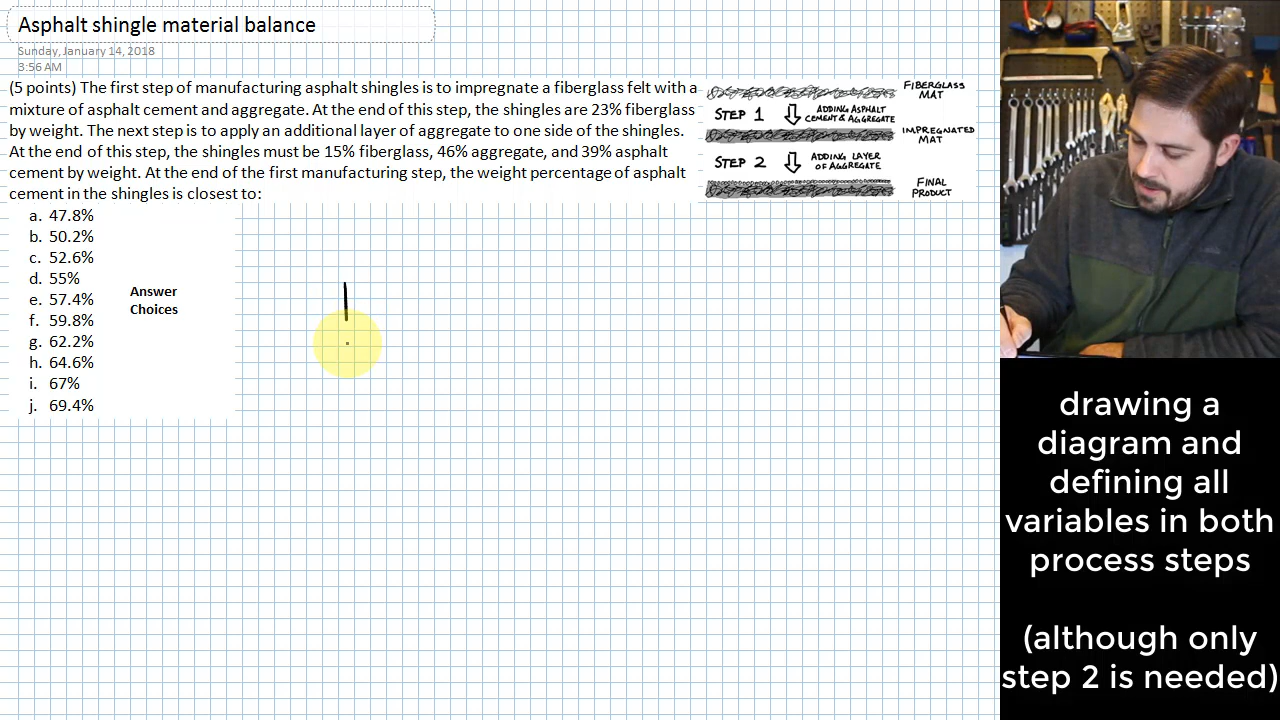 Asphalt shingle material balance
Sunday, January 14, 2018
3:56 AM
(5 points) The first step of manufacturing asphalt shingles is to impregnate a fiberglass felt with a
mixture of asphalt cement and aggregate. At the end of this step, the shingles are 23% fiberglass
by weight. The next step is to apply an additional layer of aggregate to one side of the shingles.
At the end of this step, the shingles must be 15% fiberglass, 46% aggregate, and 39% asphalt
cement by weight. At the end of the first manufacturing step, the weight percentage of asphalt
cement in the shingles is closest to:
a. 47.8%
b. 50.2%
c. 52.6%
d. 55%
e. 57.4%
f. 59.8%
g. 62.2%
h. 64.6%
i. 67%
j. 69.4%
Answer
Choices
FIBERGLASS
MAT
STEP 1
ADDING ASPHALT
CEMENT & AGGREGATE
IMPREGNATED
MAT
STEP 2
ADDING LAYER
OF AGGREGATE
FINAL
PRODUCT
drawing a
diagram and
defining all
variables in both
process steps
(although only
step 2 is needed)